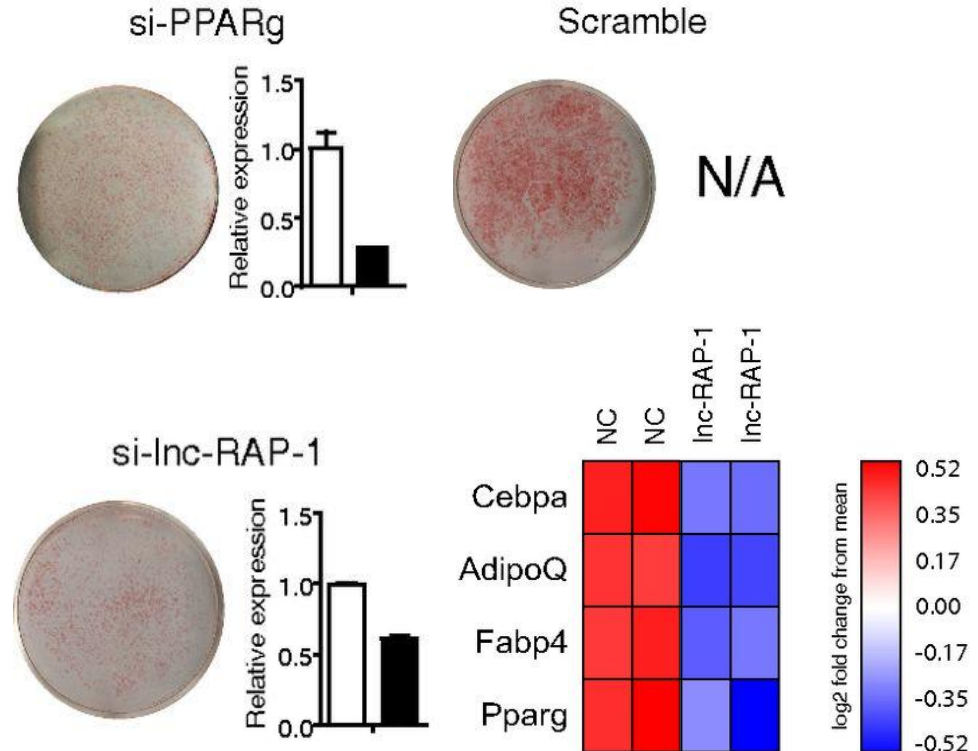 si-PPARg
Scramble
Relative expression
1.5
1.0
0.5
0.0
N/A
si-lnc-RAP-1
Relative expression
1.5
1.0
0.5
0.0
NC
NC
lnc-RAP-1
lnc-RAP-1
Cebpa
AdipoQ
Fabp4
Pparg
log2 fold change from mean
0.52
0.35
0.17
0.00
-0.17
-0.35
-0.52